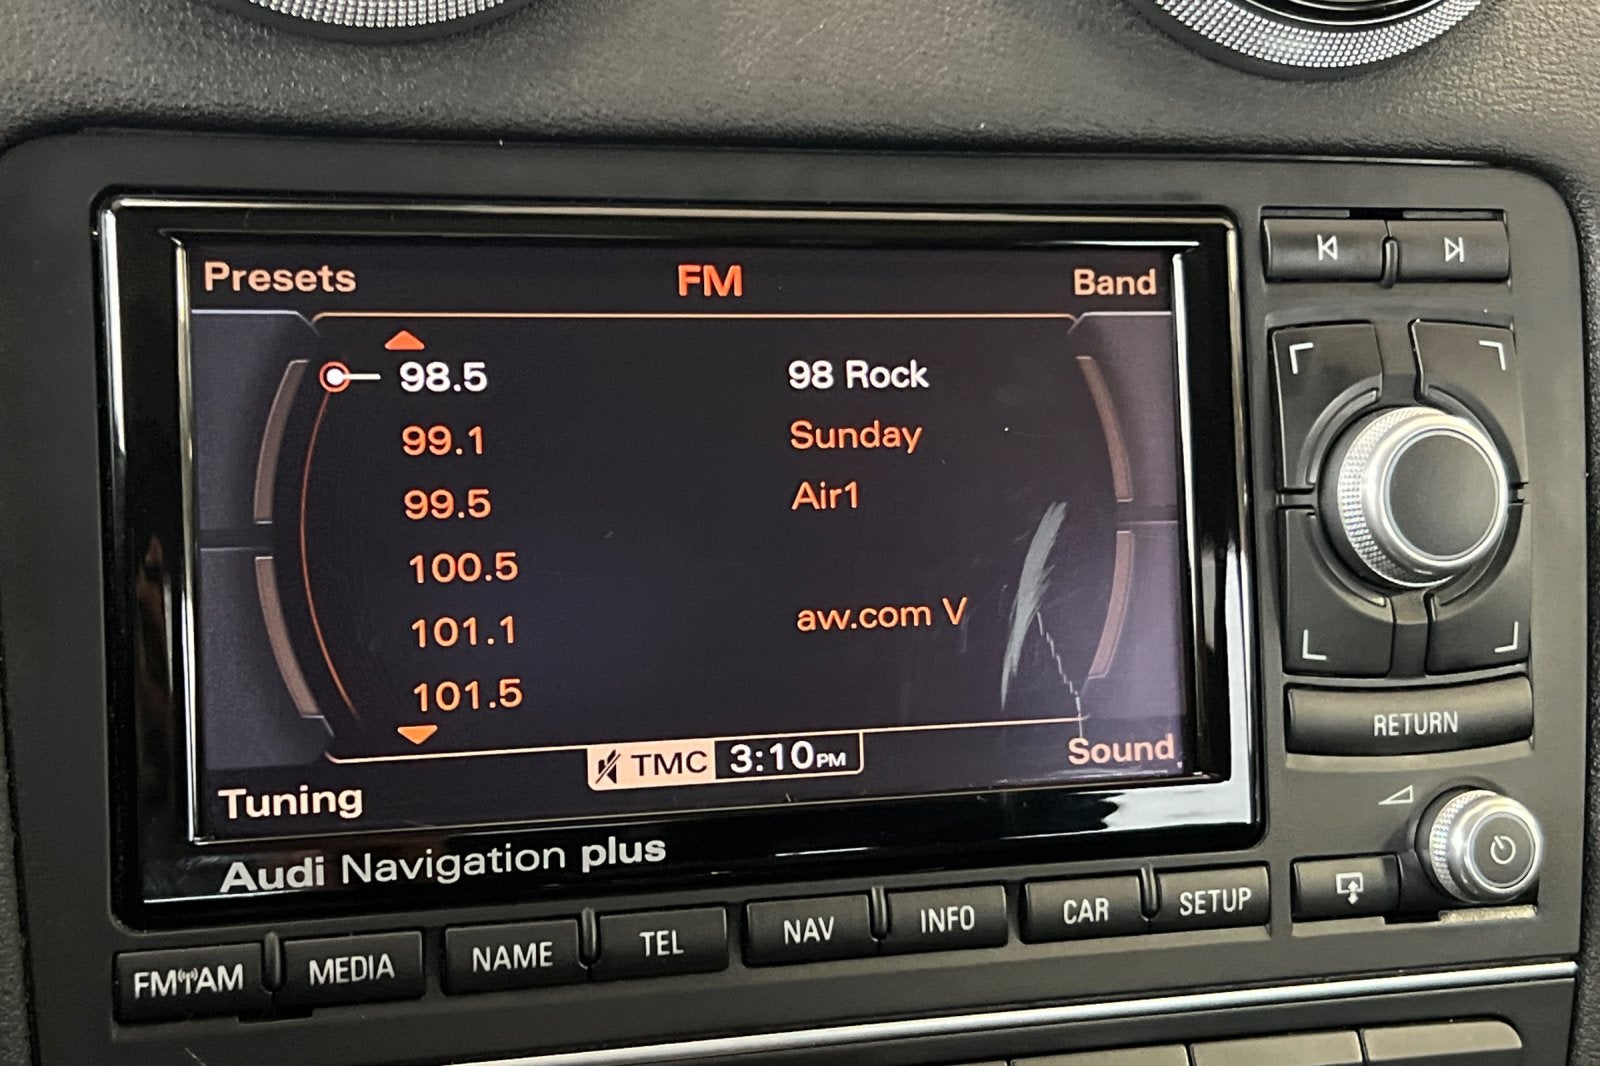 Presets FM Band
98.5 98 Rock
99.1 Sunday
99.5 Air1
100.5
101.1 aw.com V
101.5
TMC 3:10PM
Sound
Tuning
Audi Navigation plus
RETURN
FM AM MEDIA NAME TEL NAV INFO CAR SETUP